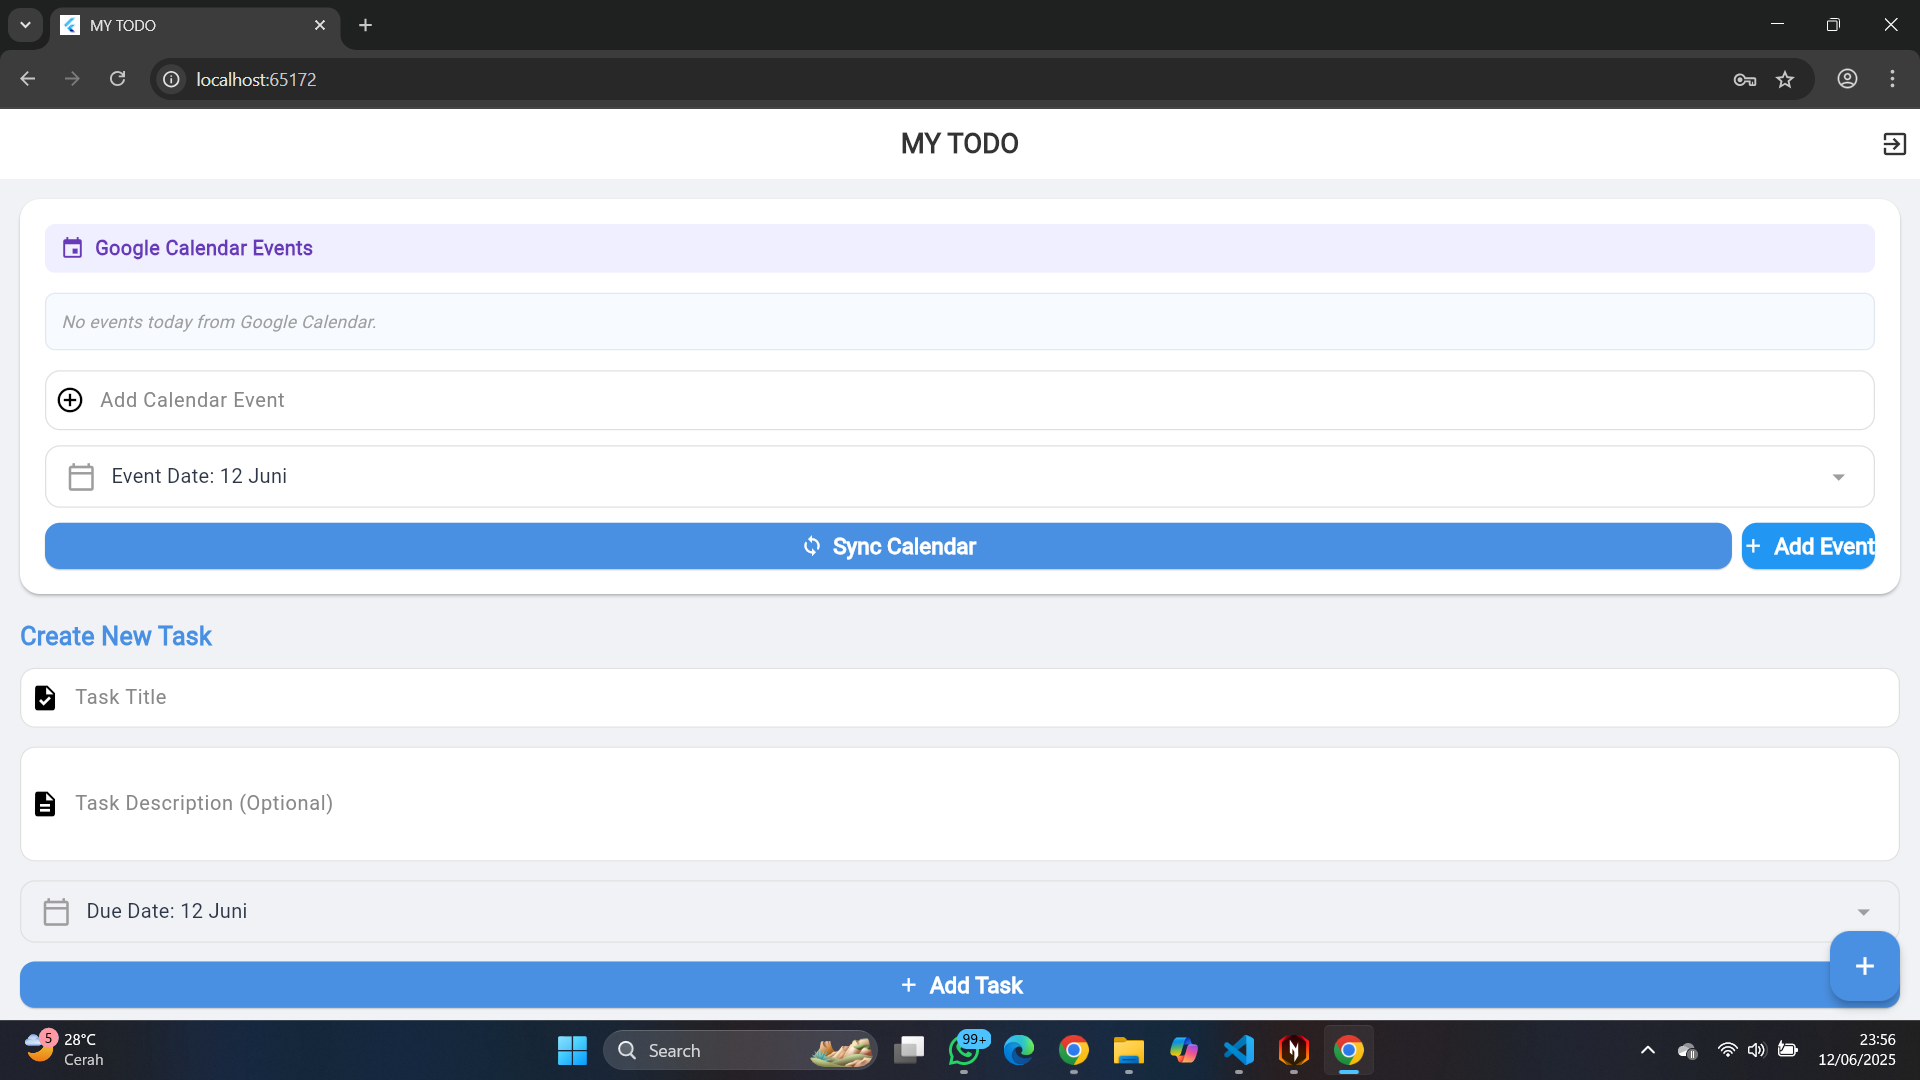 MY TODO
localhost:65172
MY TODO
Google Calendar Events
No events today from Google Calendar.
Add Calendar Event
Event Date: 12 Juni
Sync Calendar
+ Add Event
Create New Task
Task Title
Task Description (Optional)
Due Date: 12 Juni
+ Add Task
+
5
28°C
Cerah
Search
99+
23:56
12/06/2025